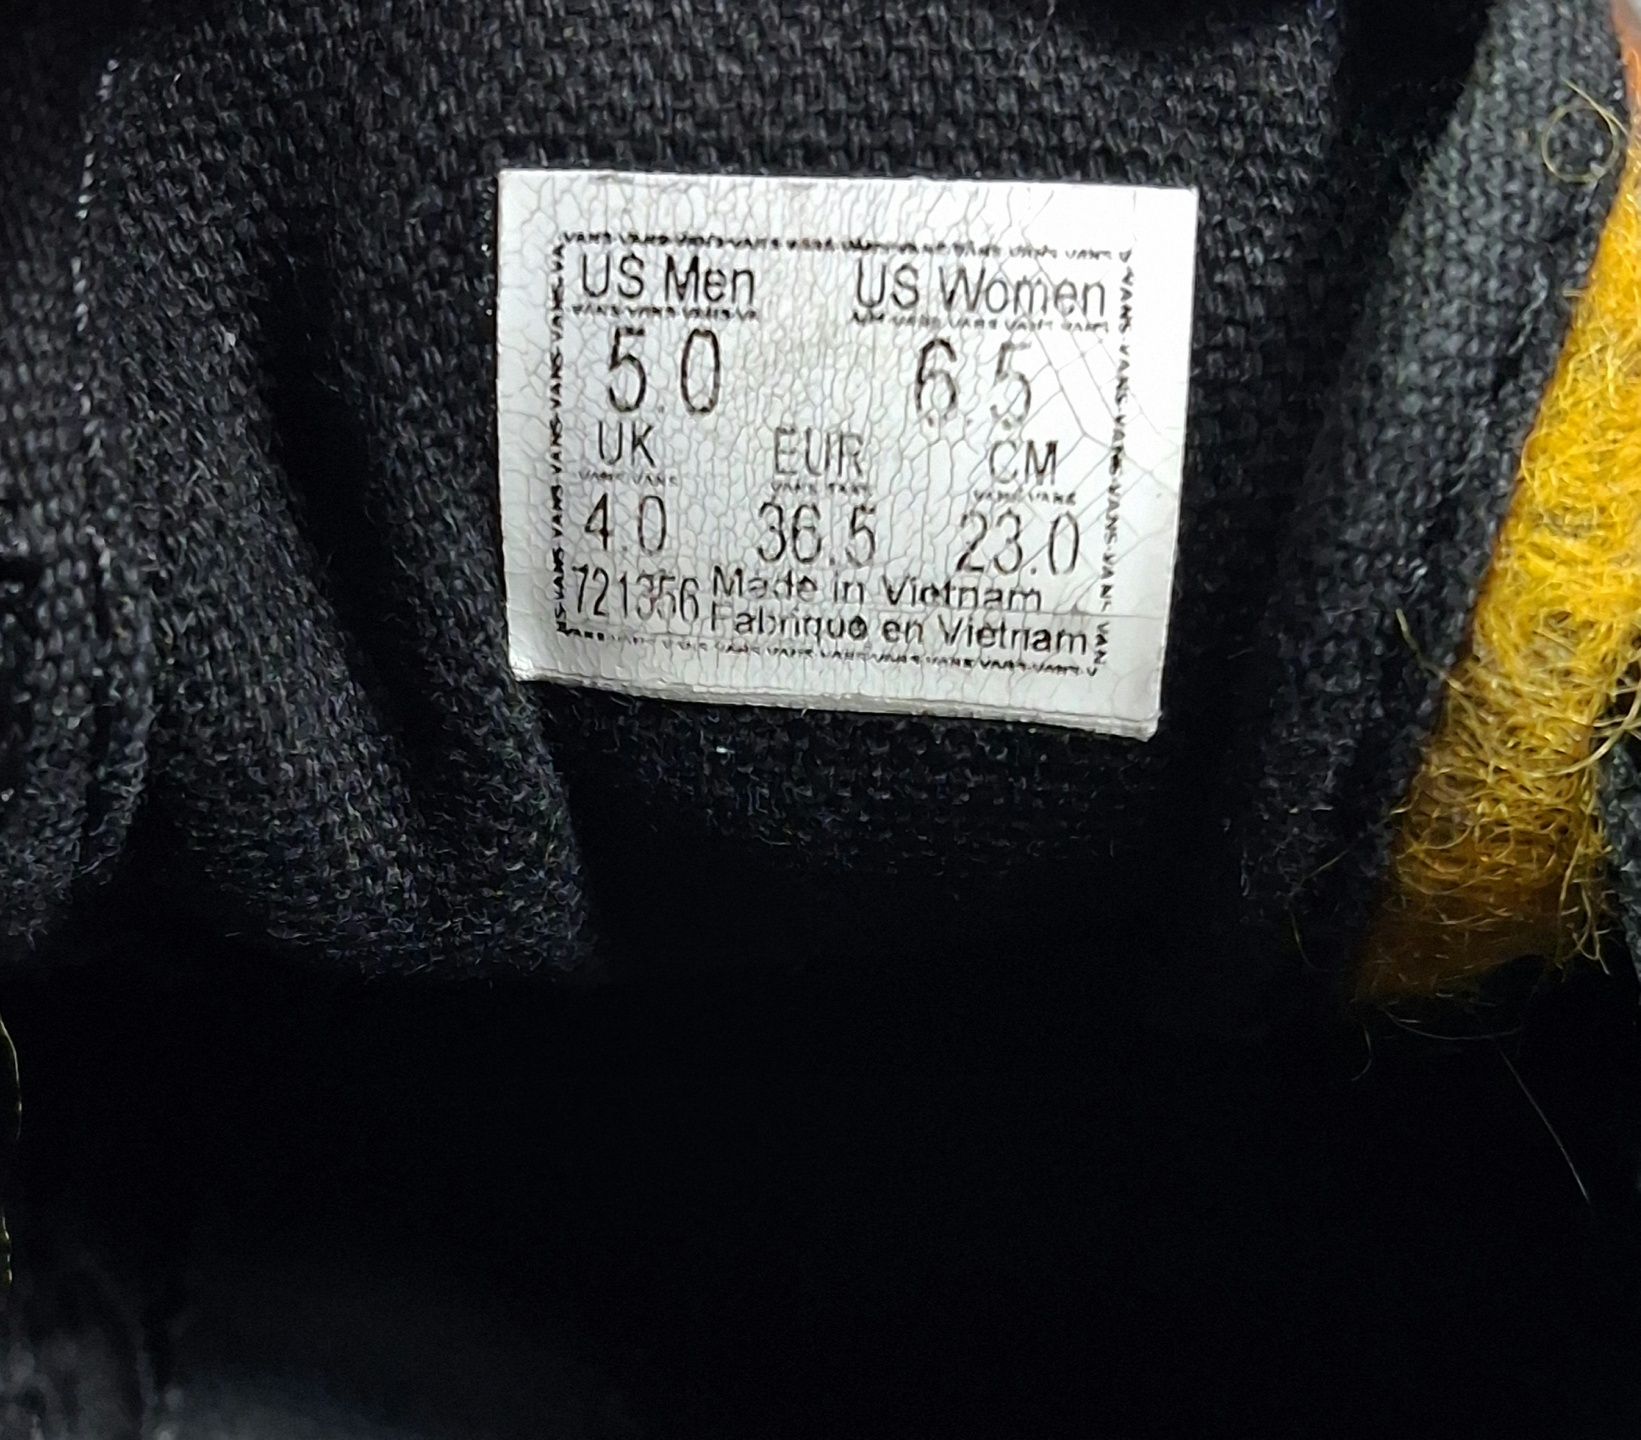 US Men US Women
5.0 6.5
UK EUR CM
4.0 36.5 23.0
721356 Made in Vietnam
Fabrique en Vietnam